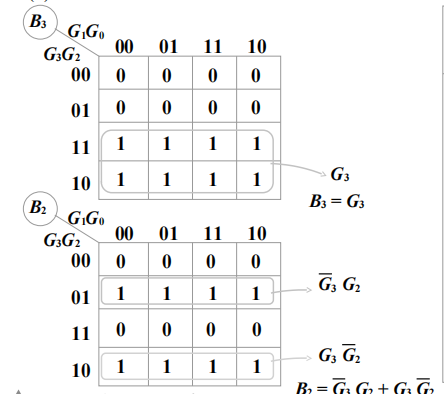 B₃
G₁G₀
G₃G₂
00 01 11 10
00 0 0 0 0
01 0 0 0 0
11 1 1 1 1
10 1 1 1 1
G₃
B₃ = G₃
B₂
G₁G₀
G₃G₂
00 01 11 10
00 0 0 0 0
01 1 1 1 1
G̅₃ G₂
11 0 0 0 0
10 1 1 1 1
G₃ G̅₂
B₂ = G̅₃ G₂ + G₃ G̅₂